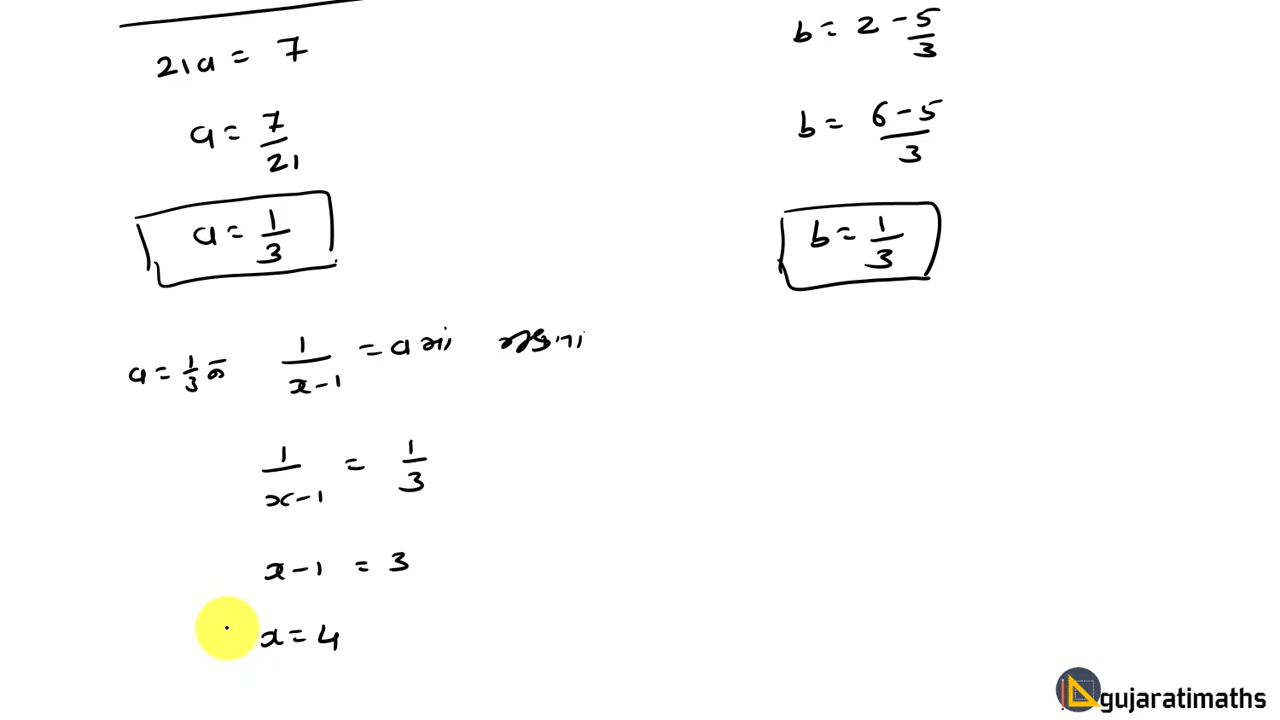 21a = 7
a = 7/21
a = 1/3
b = 2 - 5/3
b = 6-5/3
b = 1/3
a = 1/3 ને 1/x-1 = a માં મૂકતાં
1/x-1 = 1/3
x-1 = 3
x = 4
gujaratimaths